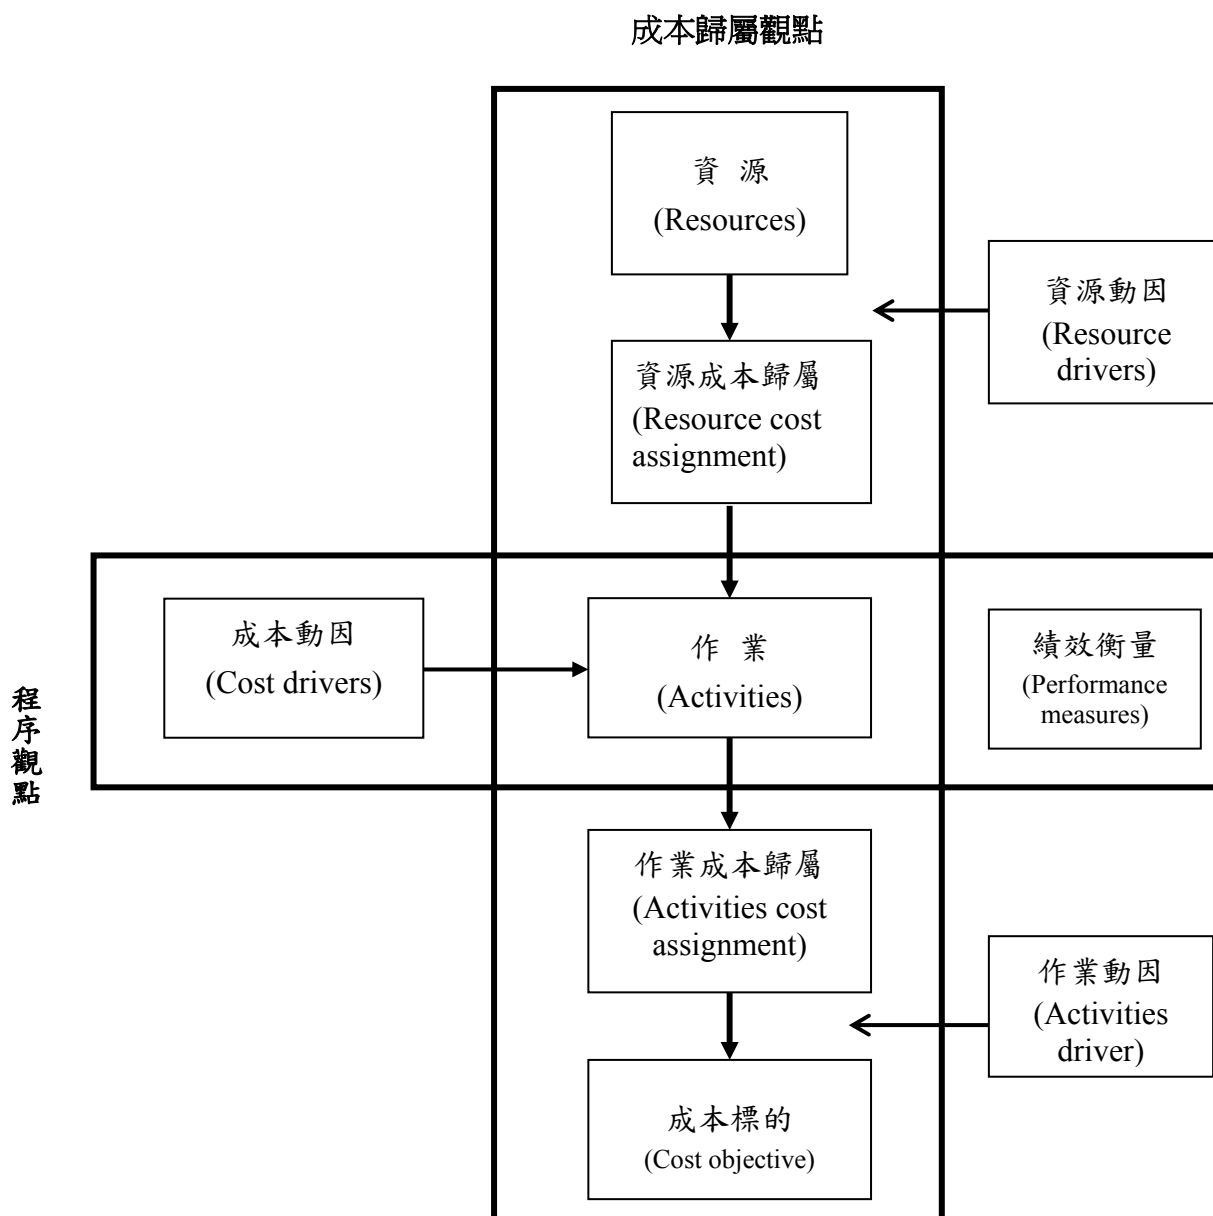 成本歸屬觀點
資 源
(Resources)
資源動因
(Resource
drivers)
資源成本歸屬
(Resource cost
assignment)
成本動因
(Cost drivers)
作 業
(Activities)
績效衡量
(Performance
measures)
程序觀點
作業成本歸屬
(Activities cost
assignment)
作業動因
(Activities
driver)
成本標的
(Cost objective)